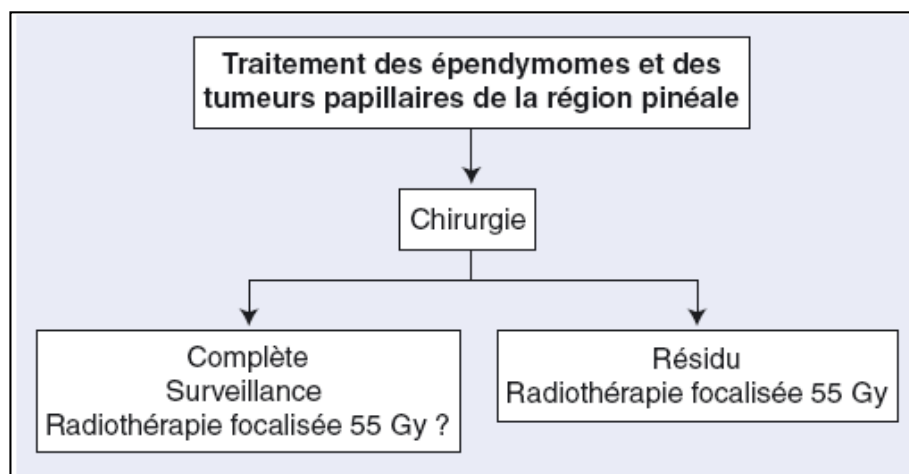 Traitement des épendymomes et des
tumeurs papillaires de la région pinéale
Chirurgie
Complète
Surveillance
Radiothérapie focalisée 55 Gy ?
Résidu
Radiothérapie focalisée 55 Gy